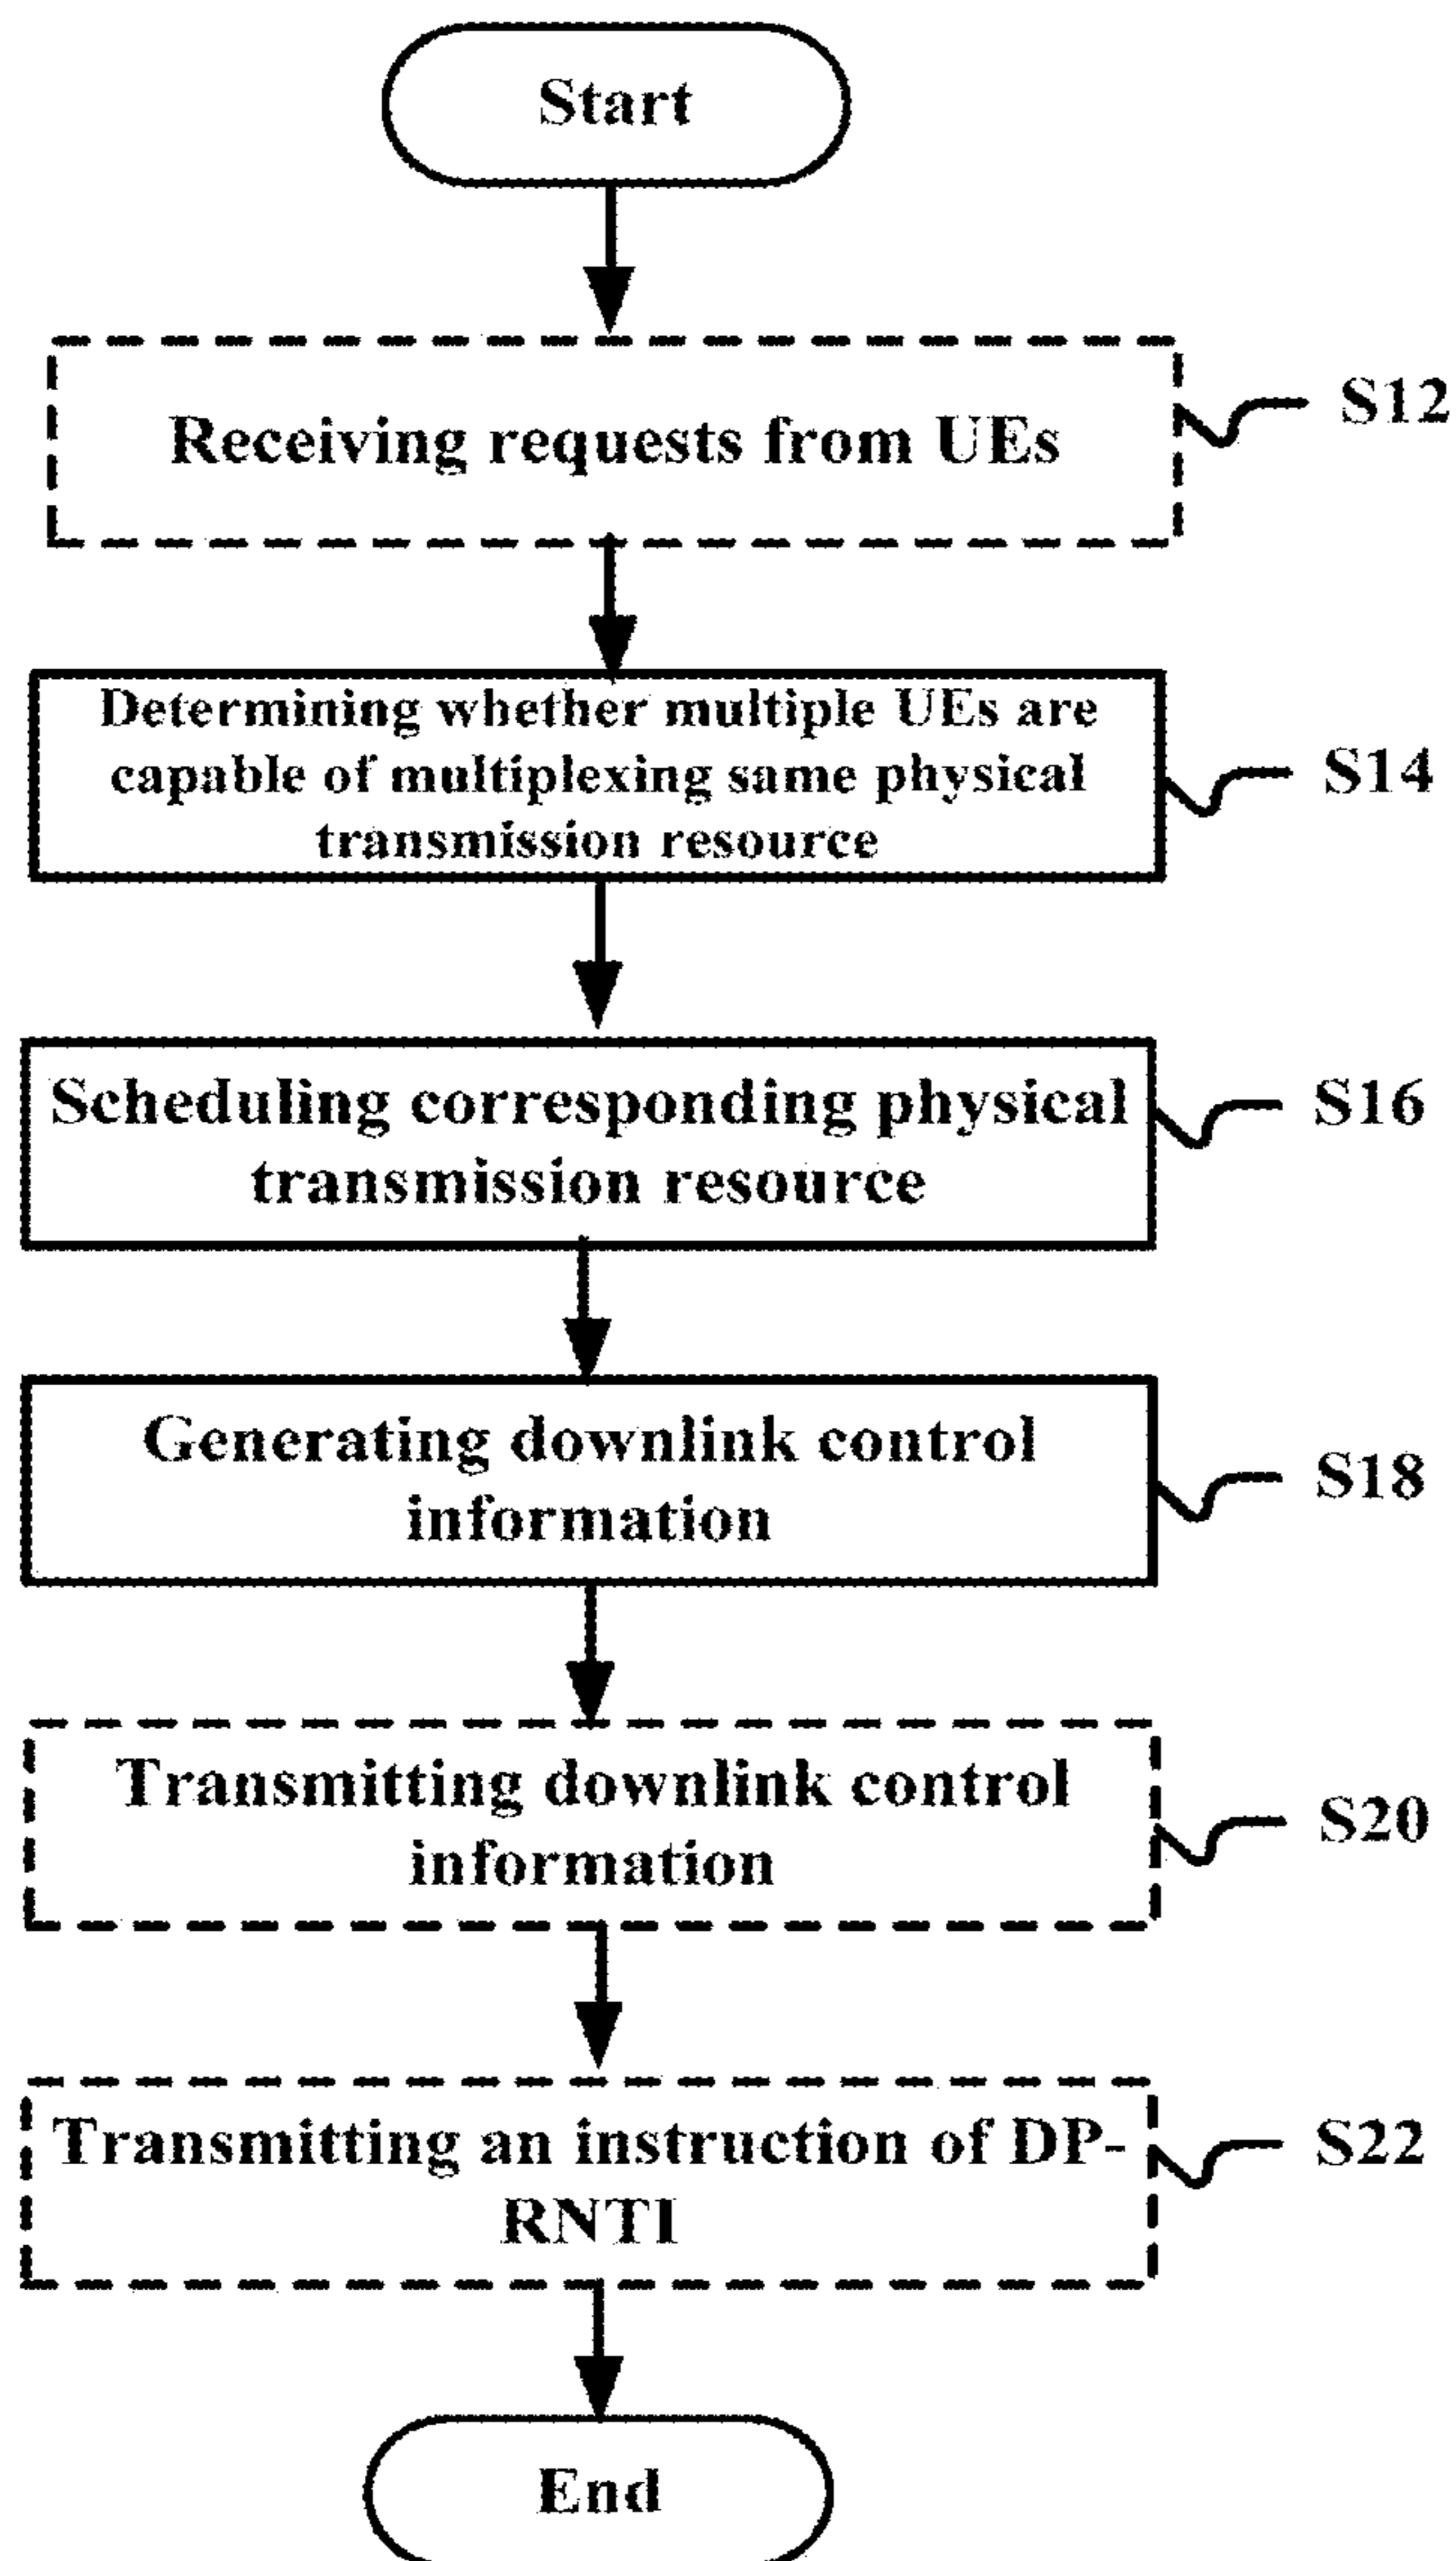 Start
Receiving requests from UEs
S12
Determining whether multiple UEs are
capable of multiplexing same physical
transmission resource
S14
Scheduling corresponding physical
transmission resource
S16
Generating downlink control
information
S18
Transmitting downlink control
information
S20
Transmitting an instruction of DP-
RNTI
S22
End